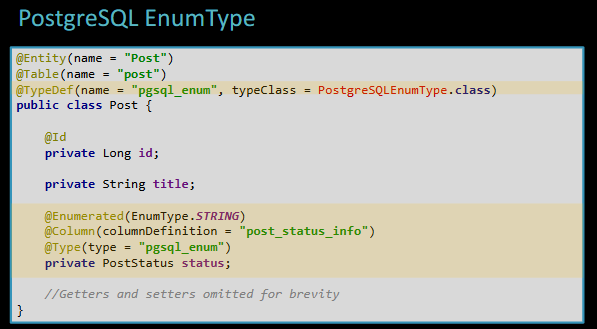 PostgreSQL EnumType
@Entity(name = "Post")
@Table(name = "post")
@TypeDef(name = "pgsql_enum", typeClass = PostgreSQLEnumType.class)
public class Post {
@Id
private Long id;
private String title;
@Enumerated(EnumType.STRING)
@Column(columnDefinition = "post_status_info")
@Type(type = "pgsql_enum")
private PostStatus status;
//Getters and setters omitted for brevity
}